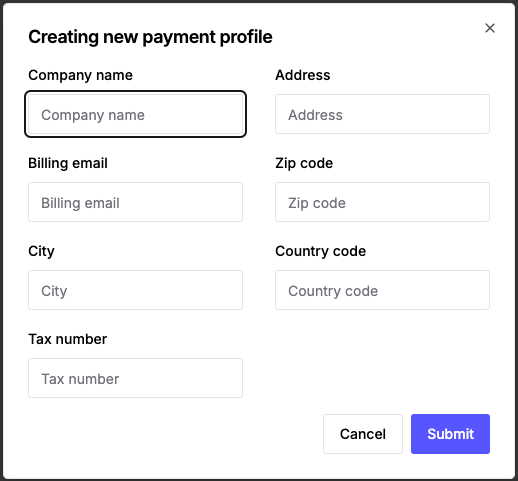 Creating new payment profile
Company name
Address
Company name
Address
Billing email
Zip code
Billing email
Zip code
City
Country code
City
Country code
Tax number
Tax number
Cancel
Submit